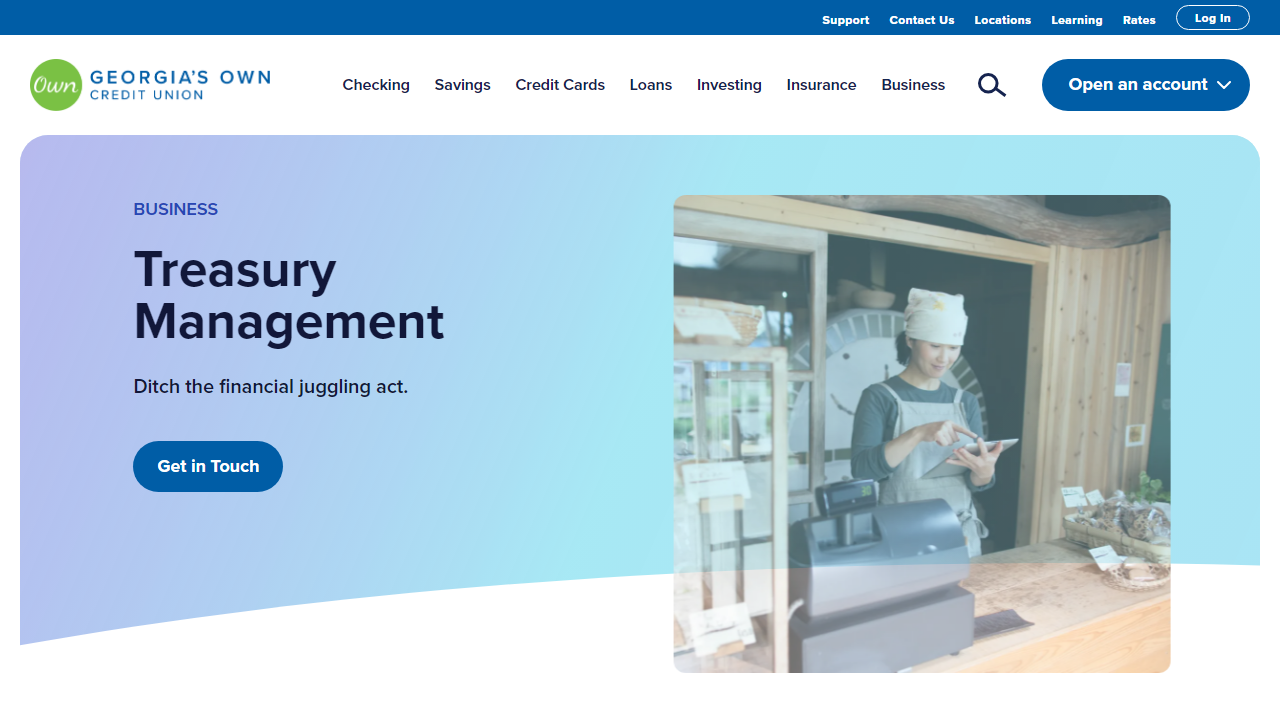 Support Contact Us Locations Learning Rates Log In
Own GEORGIA'S OWN
CREDIT UNION
Checking Savings Credit Cards Loans Investing Insurance Business
Open an account
BUSINESS
Treasury
Management
Ditch the financial juggling act.
Get in Touch